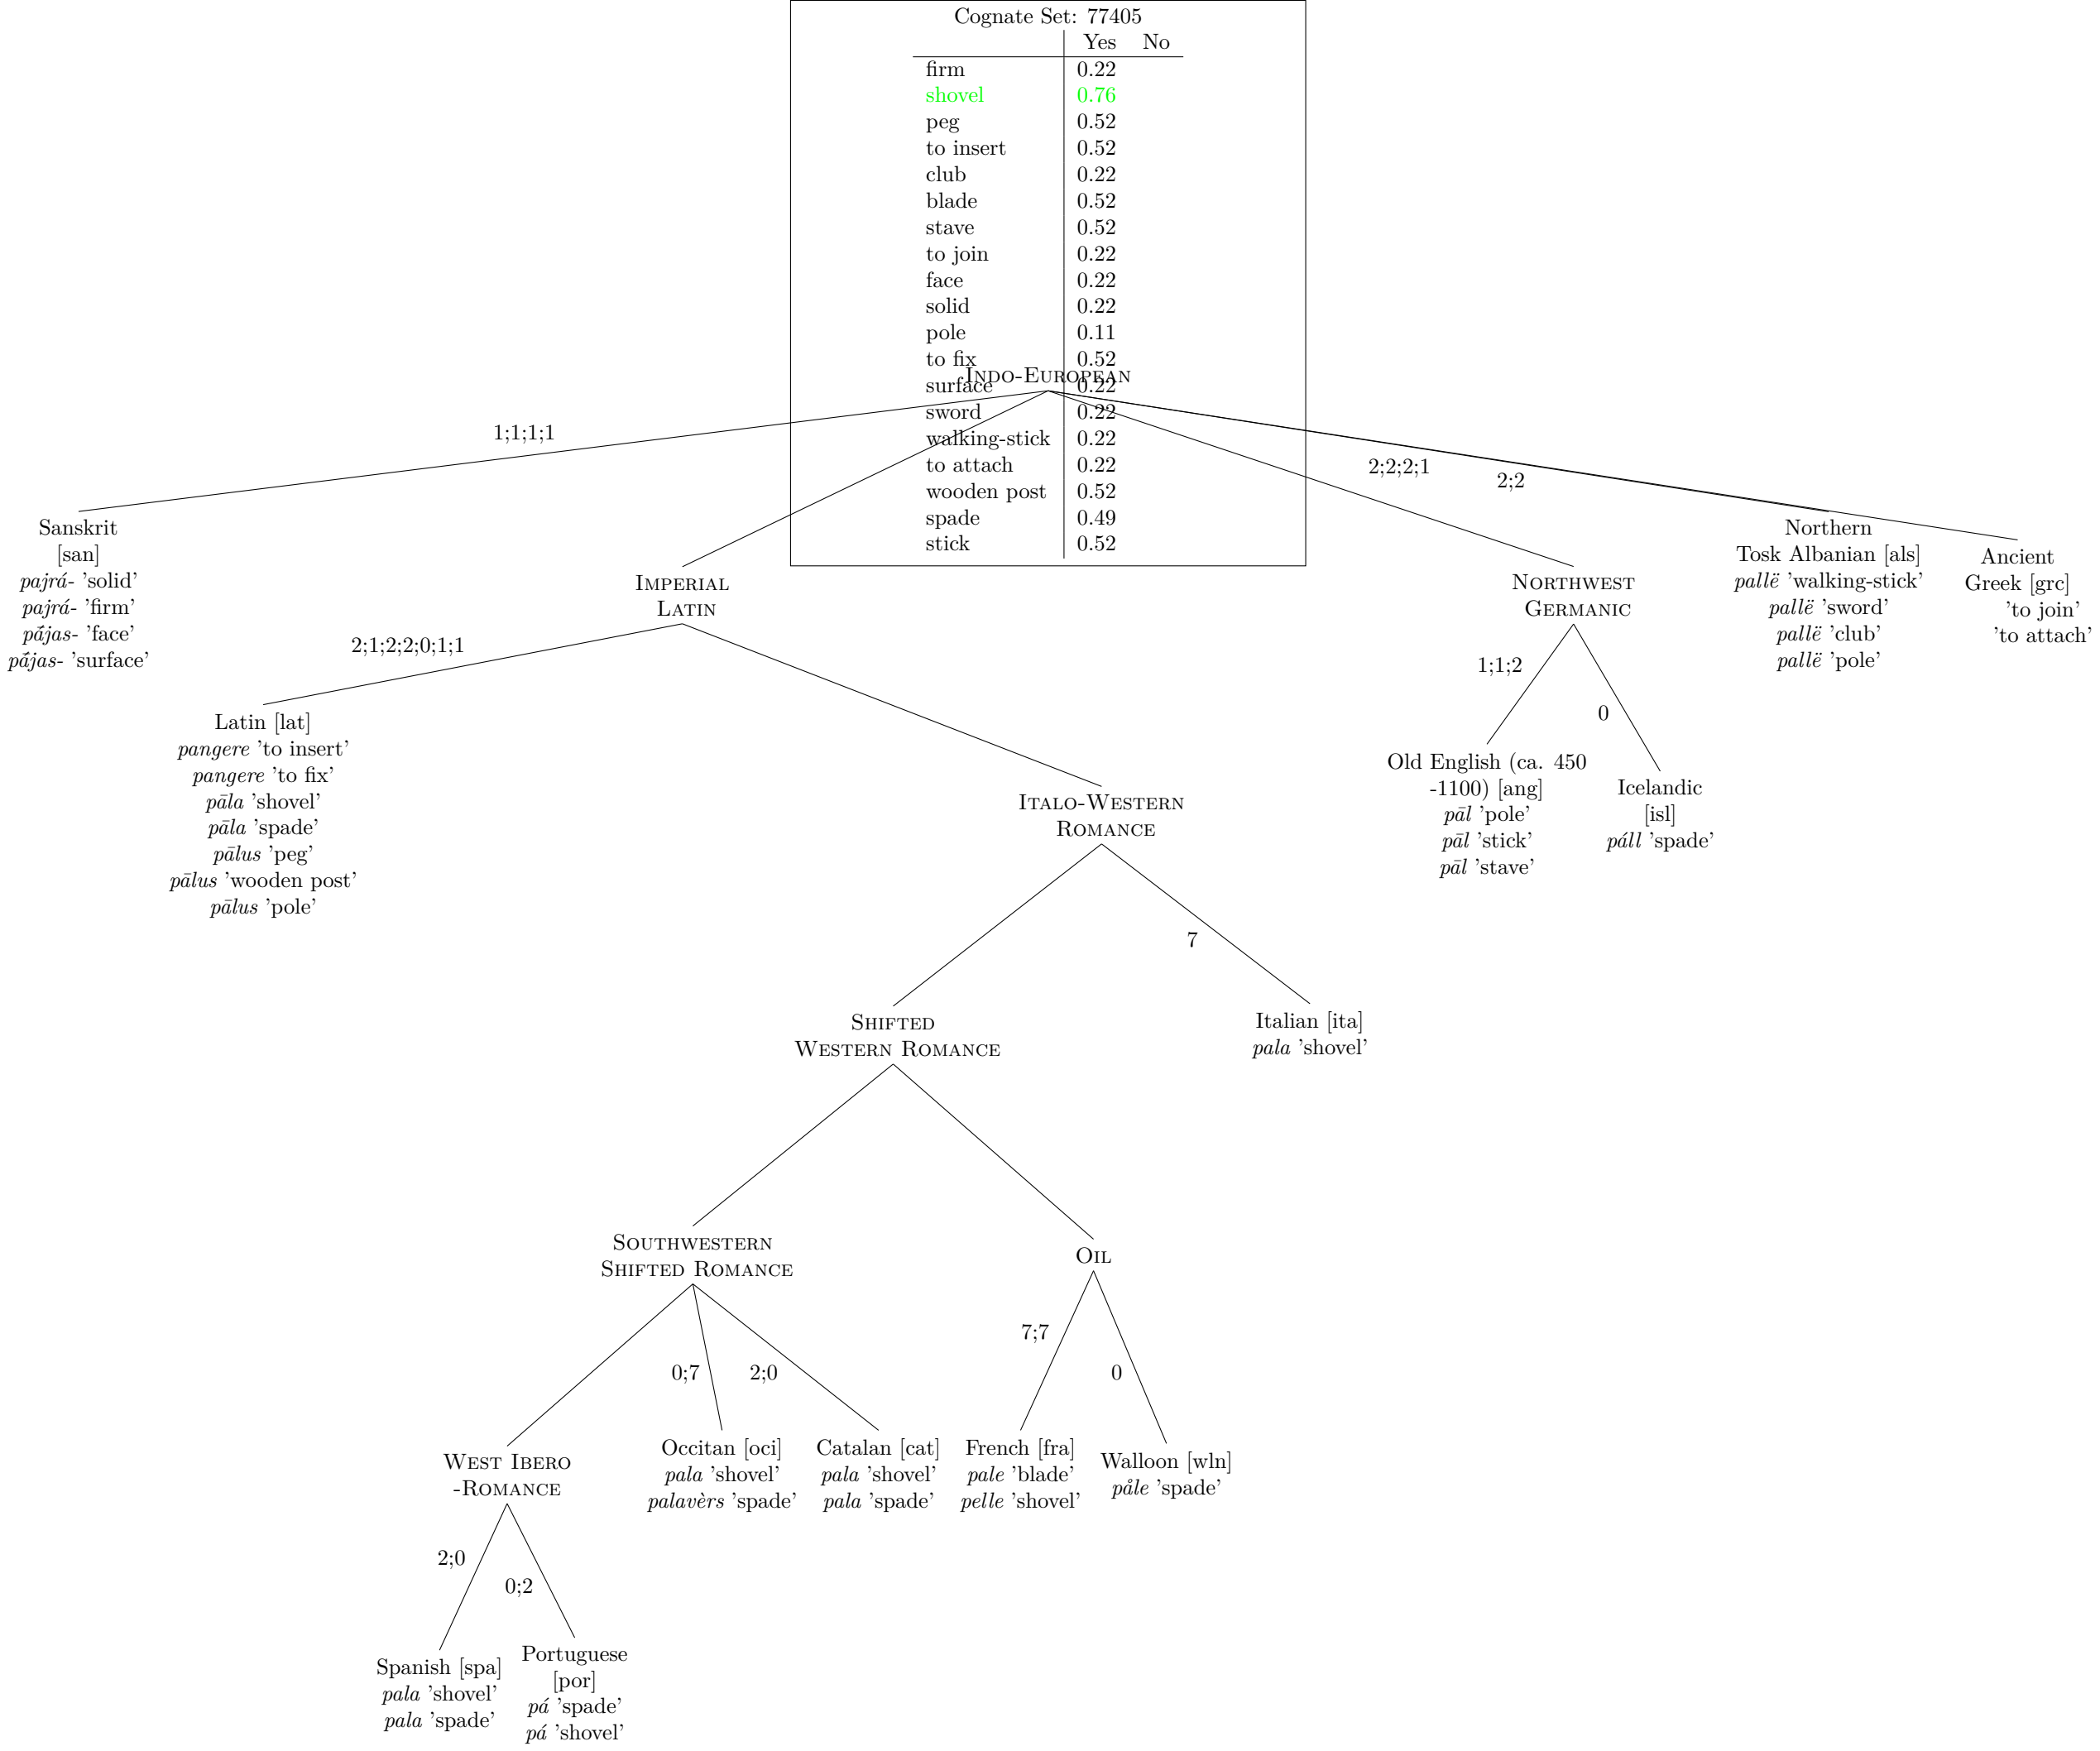 Cognate Set: 77405
Yes No
firm 0.22
shovel 0.76
peg 0.52
to insert 0.52
club 0.22
blade 0.52
stave 0.52
to join 0.22
face 0.22
solid 0.22
pole 0.11
to fix 0.52
Indo-European
surface 0.22
sword 0.22
walking-stick 0.22
to attach 0.22
wooden post 0.52
spade 0.49
stick 0.52
1;1;1;1
2;2;2;1
2;2
Sanskrit
[san]
pajrá- 'solid'
pajrá- 'firm'
pā́jas- 'face'
pā́jas- 'surface'
Imperial
Latin
Northwest
Germanic
Northern
Tosk Albanian [als]
pallë 'walking-stick'
pallë 'sword'
pallë 'club'
pallë 'pole'
Ancient
Greek [grc]
'to join'
'to attach'
2;1;2;2;0;1;1
1;1;2
0
Latin [lat]
pangere 'to insert'
pangere 'to fix'
pāla 'shovel'
pāla 'spade'
pālus 'peg'
pālus 'wooden post'
pālus 'pole'
Italo-Western
Romance
Old English (ca. 450
-1100) [ang]
pāl 'pole'
pāl 'stick'
pāl 'stave'
Icelandic
[isl]
páll 'spade'
7
Shifted
Western Romance
Italian [ita]
pala 'shovel'
Southwestern
Shifted Romance
Oil
0;7
2;0
7;7
0
West Ibero
-Romance
Occitan [oci]
pala 'shovel'
palavèrs 'spade'
Catalan [cat]
pala 'shovel'
pala 'spade'
French [fra]
pale 'blade'
pelle 'shovel'
Walloon [wln]
påle 'spade'
2;0
0;2
Spanish [spa]
pala 'shovel'
pala 'spade'
Portuguese
[por]
pá 'spade'
pá 'shovel'